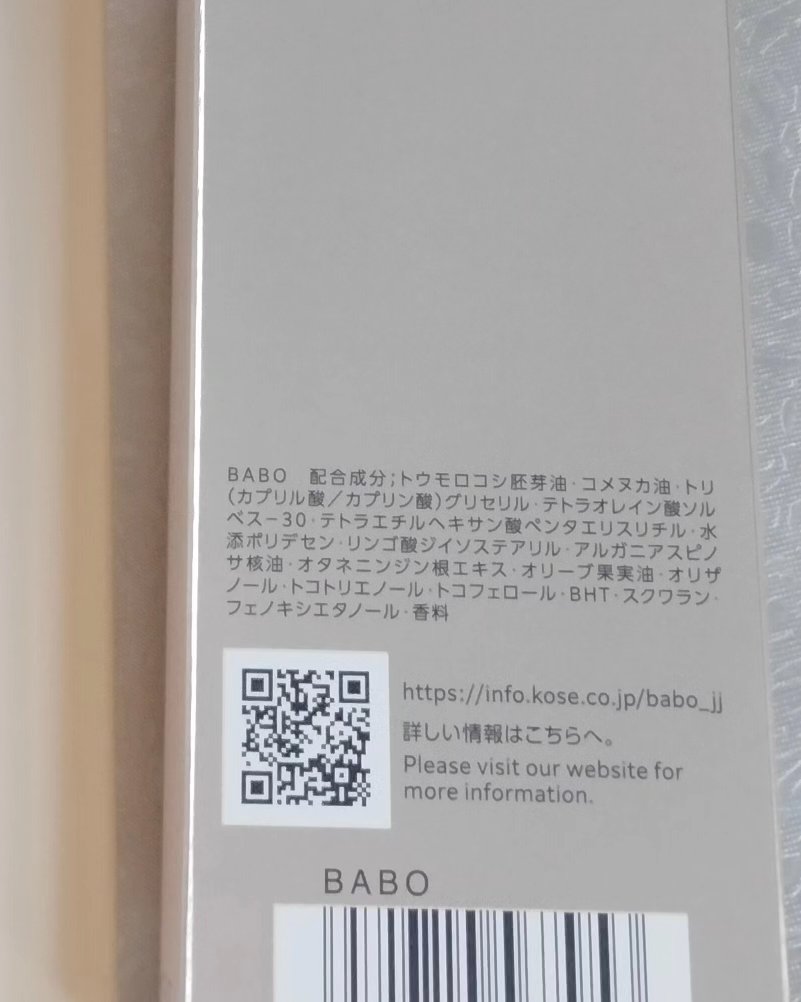 BABO　配合成分;トウモロコシ胚芽油・コメヌカ油・トリ
(カプリル酸／カプリン酸)グリセリル・テトラオレイン酸ソル
ベス−30・テトラエチルヘキサン酸ペンタエリスリチル・水
添ポリデセン・リンゴ酸ジイソステアリル・アルガニアスピノ
サ核油・オタネニンジン根エキス・オリーブ果実油・オリザ
ノール・トコトリエノール・トコフェロール・BHT・スクワラン・
フェノキシエタノール・香料
https://info.kose.co.jp/babo_jj
詳しい情報はこちらへ。
Please visit our website for
more information.
BABO